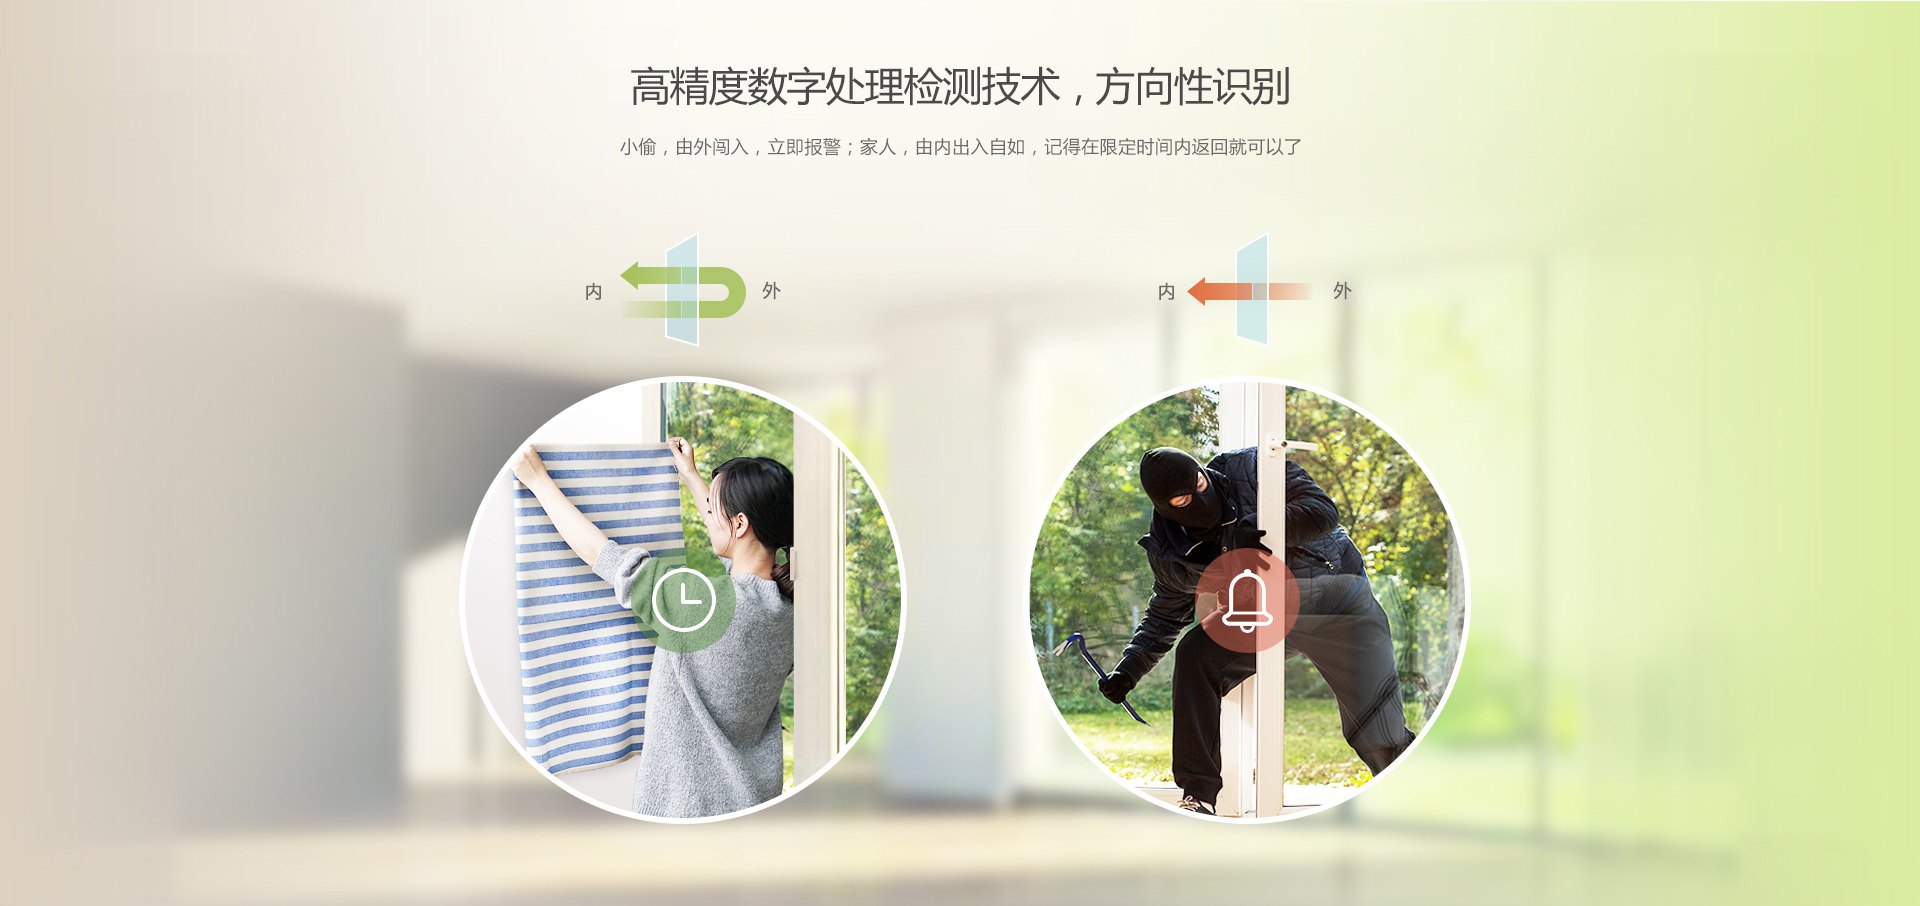 高精度数字处理检测技术，方向性识别
小偷，由外闯入，立即报警；家人，由内出入自如，记得在限定时间内返回就可以了
内
外
内
外